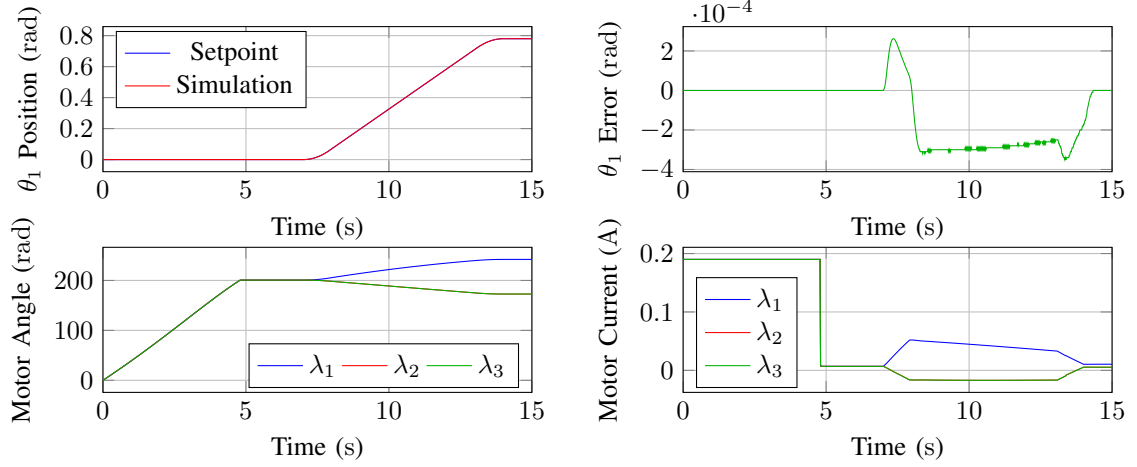 θ₁ Position (rad)
0.8
0.6
0.4
0.2
0
Setpoint
Simulation
0
5
10
15
Time (s)
·10⁻⁴
θ₁ Error (rad)
2
0
−2
−4
0
5
10
15
Time (s)
Motor Angle (rad)
200
100
0
λ₁ λ₂ λ₃
0
5
10
15
Time (s)
Motor Current (A)
0.2
0.1
0
λ₁
λ₂
λ₃
0
5
10
15
Time (s)